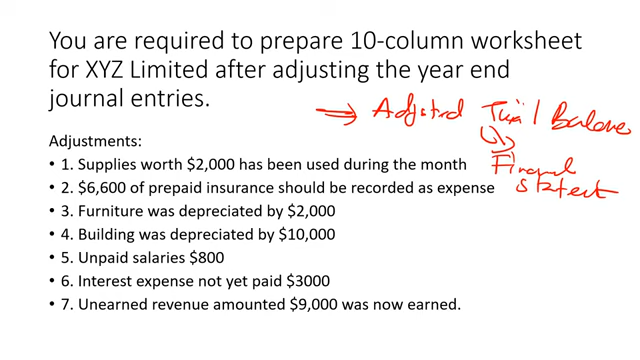 You are required to prepare 10-column worksheet
for XYZ Limited after adjusting the year end
journal entries.
⇒ Adjusted Trial Balance
Financial
Adjustments:
1. Supplies worth $2,000 has been used during the month
2. $6,600 of prepaid insurance should be recorded as expense
3. Furniture was depreciated by $2,000
4. Building was depreciated by $10,000
5. Unpaid salaries $800
6. Interest expense not yet paid $3000
7. Unearned revenue amounted $9,000 was now earned.